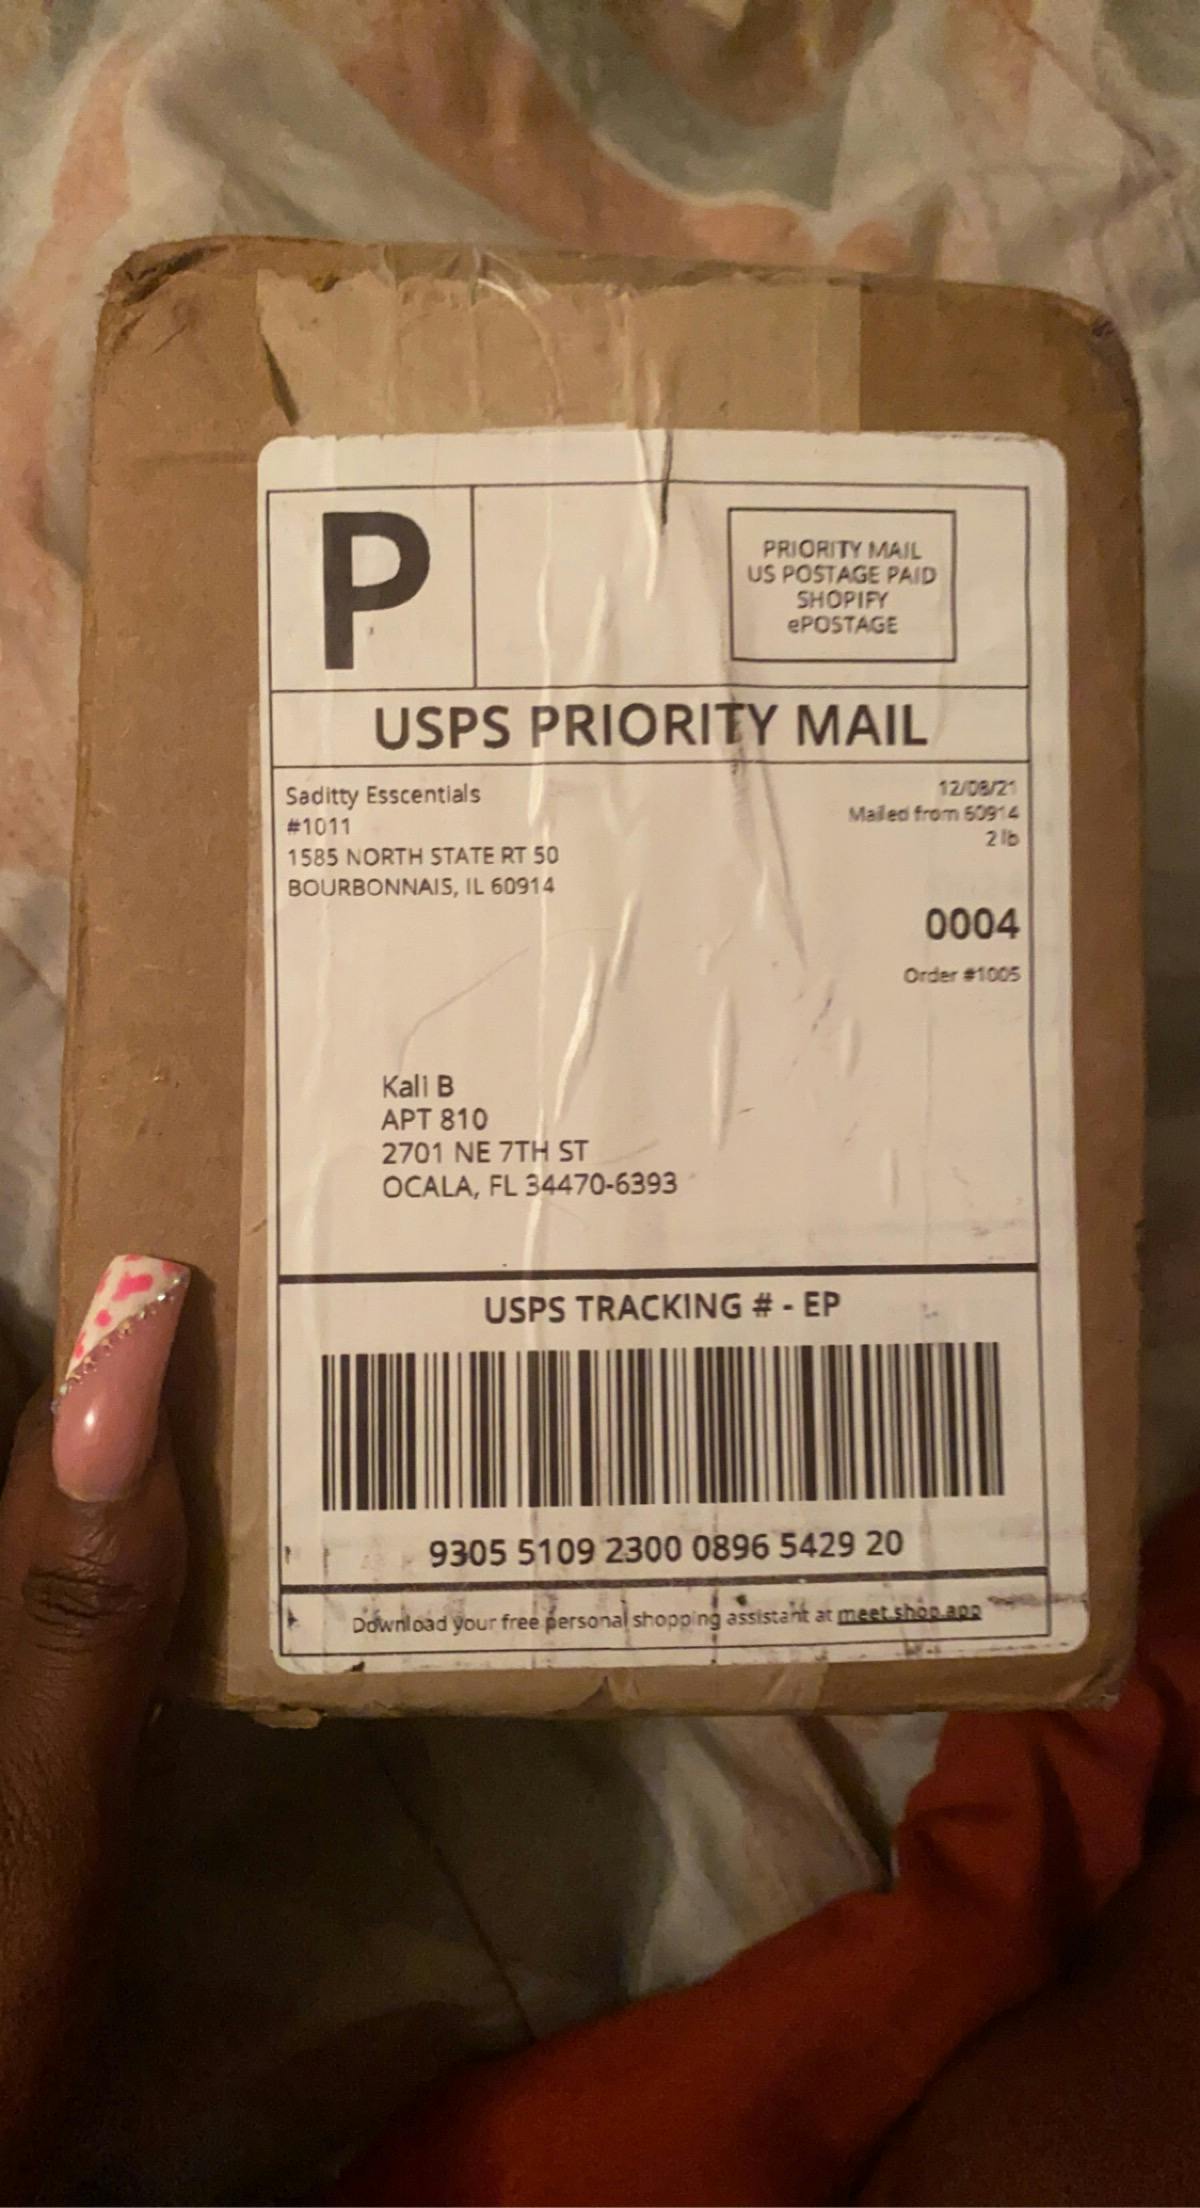 P
PRIORITY MAIL
US POSTAGE PAID
SHOPIFY
ePOSTAGE
USPS PRIORITY MAIL
Saditty Esscentials
#1011
1585 NORTH STATE RT 50
BOURBONNAIS, IL 60914
12/08/21
Mailed from 60914
2 lb
0004
Order #1005
Kali B
APT 810
2701 NE 7TH ST
OCALA, FL 34470-6393
USPS TRACKING # - EP
9305 5109 2300 0896 5429 20
Download your free personal shopping assistant at meet.shop.app